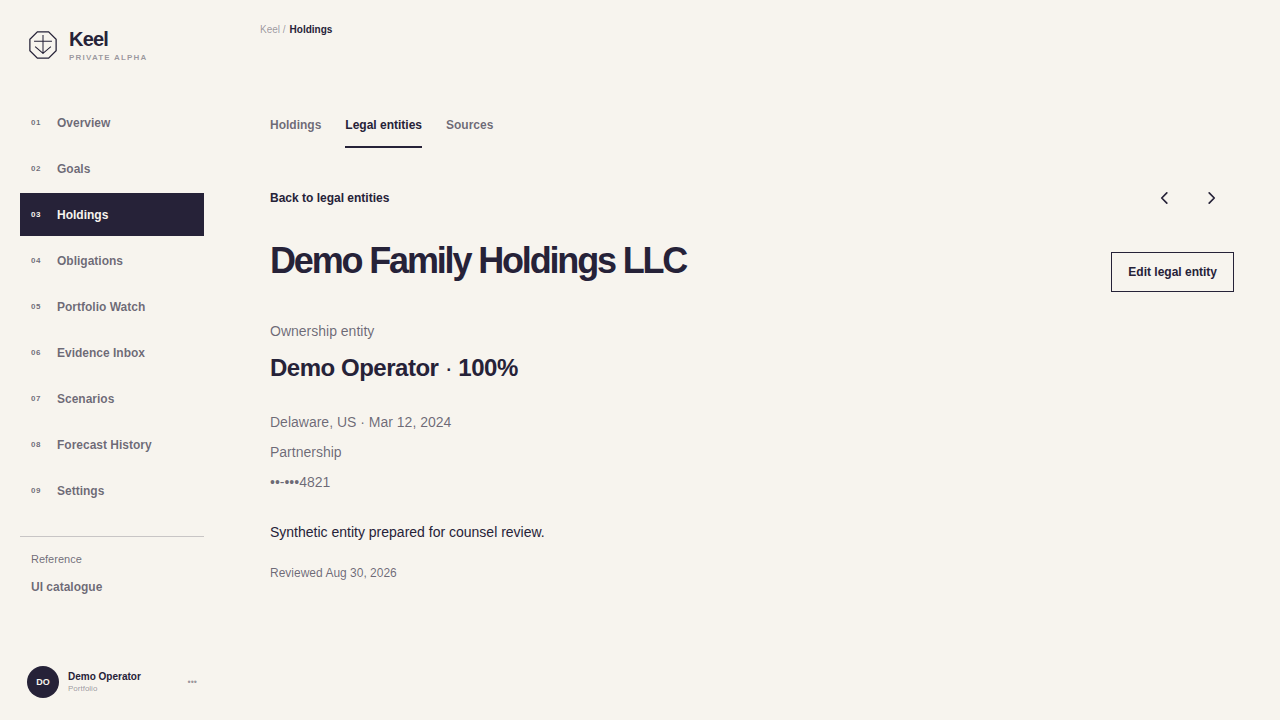 Keel
PRIVATE ALPHA
01 Overview
02 Goals
03 Holdings
04 Obligations
05 Portfolio Watch
06 Evidence Inbox
07 Scenarios
08 Forecast History
09 Settings
Reference
UI catalogue
DO
Demo Operator
Portfolio
•••
Keel / Holdings
Holdings Legal entities Sources
Back to legal entities
Demo Family Holdings LLC
Edit legal entity
Ownership entity
Demo Operator · 100%
Delaware, US · Mar 12, 2024
Partnership
••-•••4821
Synthetic entity prepared for counsel review.
Reviewed Aug 30, 2026